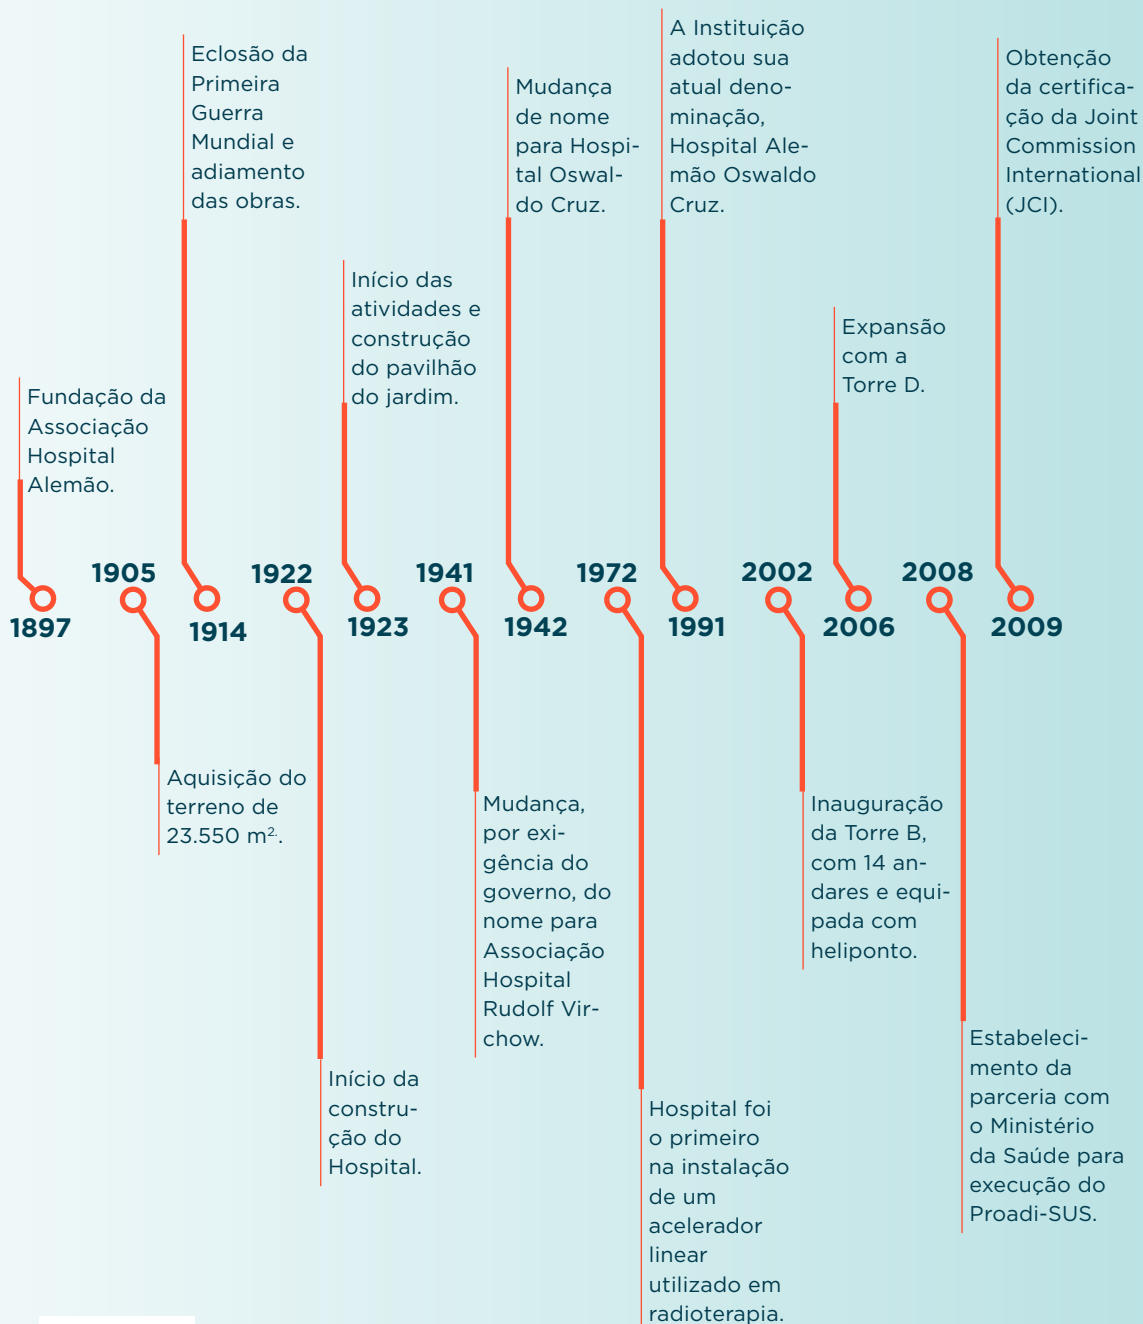 Fundação da
Associação
Hospital
Alemão.
1897
1905
Aquisição do
terreno de
23.550 m².
Eclosão da
Primeira
Guerra
Mundial e
adiamento
das obras.
1914
1922
Início da
constru-
ção do
Hospital.
Início das
atividades e
construção
do pavilhão
do jardim.
1923
1941
Mudança,
por exi-
gência do
governo, do
nome para
Associação
Hospital
Rudolf Vir-
chow.
Mudança
de nome
para Hospi-
tal Oswal-
do Cruz.
1942
1972
Hospital foi
o primeiro
na instalação
de um
acelerador
linear
utilizado em
radioterapia.
A Instituição
adotou sua
atual deno-
minação,
Hospital Ale-
mão Oswaldo
Cruz.
1991
2002
Inauguração
da Torre B,
com 14 an-
dares e equi-
pada com
heliponto.
Expansão
com a
Torre D.
2006
2008
Estabeleci-
mento da
parceria com
o Ministério
da Saúde para
execução do
Proadi-SUS.
Obtenção
da certifica-
ção da Joint
Commission
International
(JCI).
2009